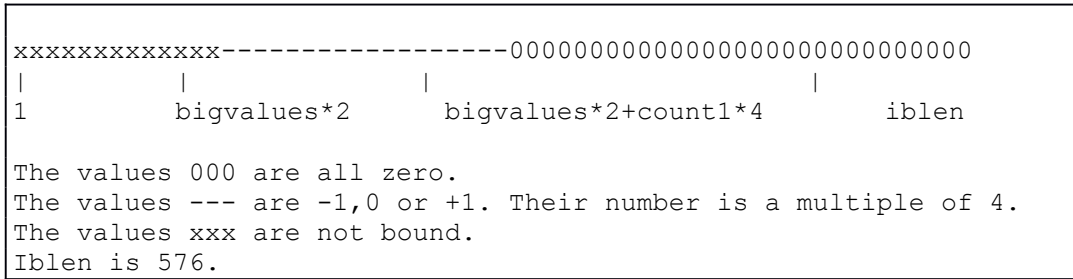 xxxxxxxxxxxxx------------------00000000000000000000000000000
| | | |
1 bigvalues*2 bigvalues*2+count1*4 iblen
The values 000 are all zero.
The values --- are -1,0 or +1. Their number is a multiple of 4.
The values xxx are not bound.
Iblen is 576.